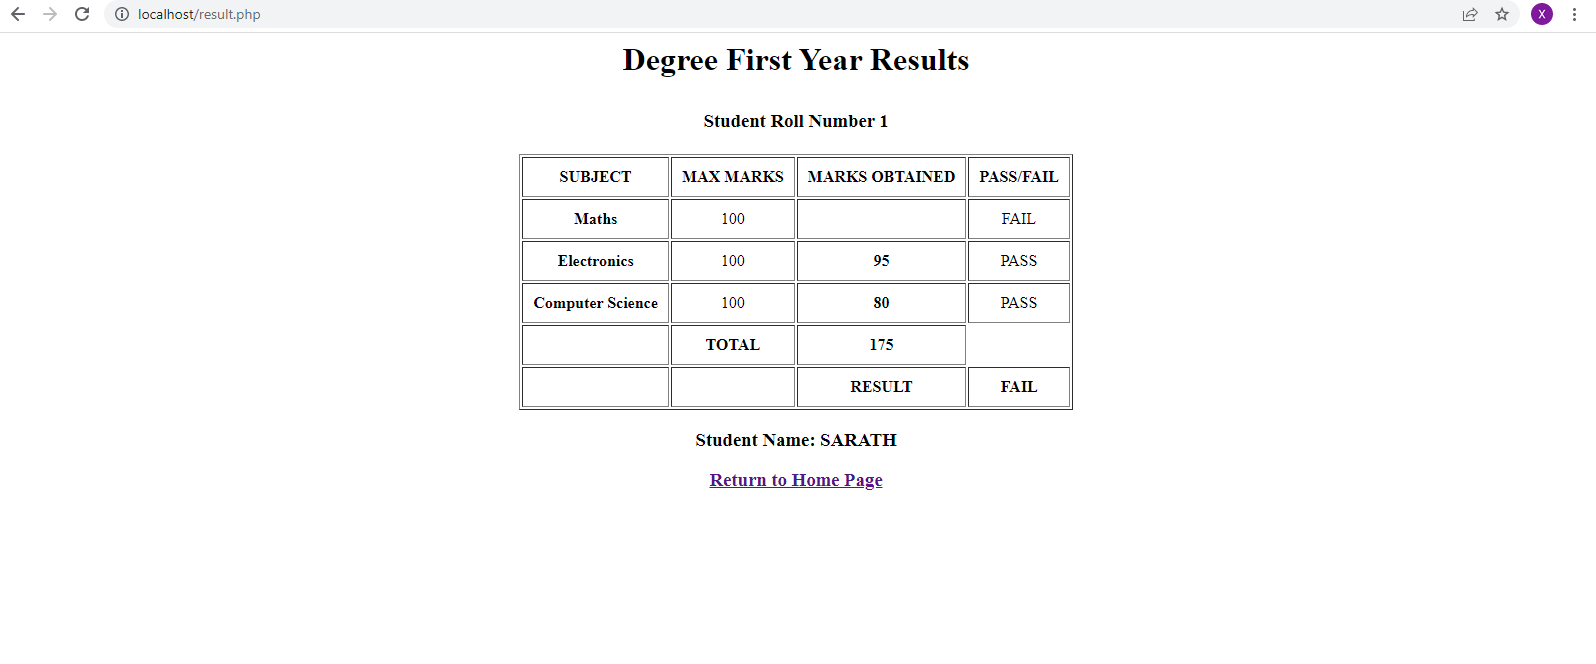 localhost/result.php
X
Degree First Year Results
Student Roll Number 1
SUBJECT MAX MARKS MARKS OBTAINED PASS/FAIL
Maths 100 FAIL
Electronics 100 95 PASS
Computer Science 100 80 PASS
TOTAL 175
RESULT FAIL
Student Name: SARATH
Return to Home Page